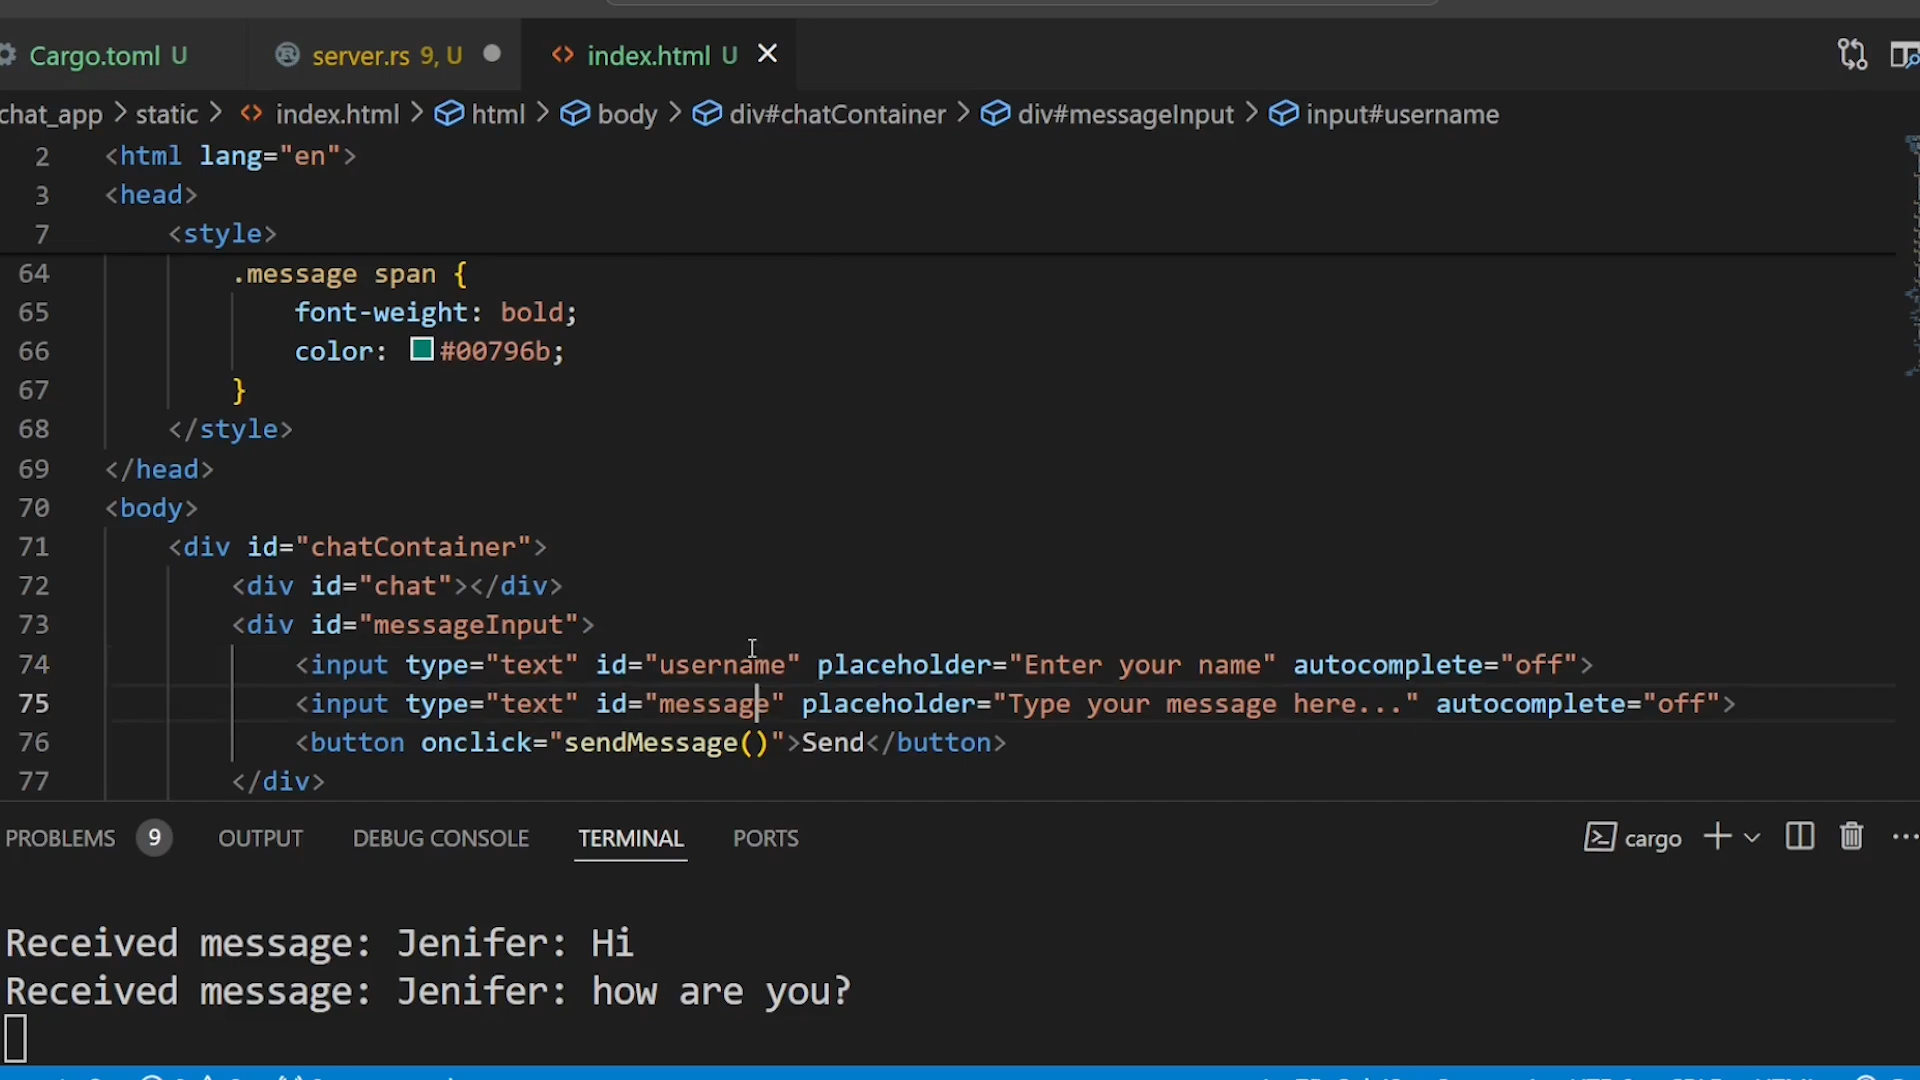 Cargo.toml U server.rs 9, U index.html U
chat_app > static > index.html > html > body > div#chatContainer > div#messageInput > input#username
2 <html lang="en">
3 <head>
7 <style>
64 .message span {
65 font-weight: bold;
66 color: #00796b;
67 }
68 </style>
69 </head>
70 <body>
71 <div id="chatContainer">
72 <div id="chat"></div>
73 <div id="messageInput">
74 <input type="text" id="username" placeholder="Enter your name" autocomplete="off">
75 <input type="text" id="message" placeholder="Type your message here..." autocomplete="off">
76 <button onclick="sendMessage()">Send</button>
77 </div>
PROBLEMS 9 OUTPUT DEBUG CONSOLE TERMINAL PORTS cargo
Received message: Jenifer: Hi
Received message: Jenifer: how are you?